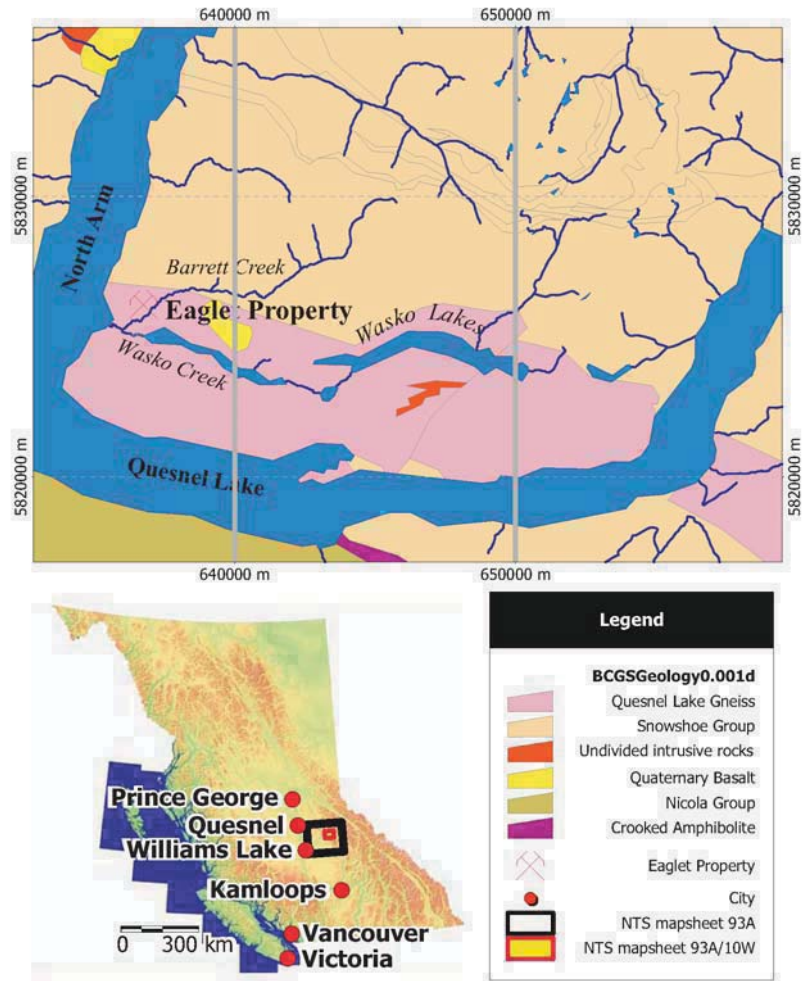 640000 m
650000 m
5830000 m
5830000 m
North Arm
Barrett Creek
Eaglet Property
Wasko Lakes
Wasko Creek
Quesnel Lake
5820000 m
5820000 m
640000 m
650000 m
Prince George
Quesnel
Williams Lake
Kamloops
Vancouver
Victoria
0 300 km
Legend
BCGSGeology0.001d
Quesnel Lake Gneiss
Snowshoe Group
Undivided intrusive rocks
Quaternary Basalt
Nicola Group
Crooked Amphibolite
Eaglet Property
City
NTS mapsheet 93A
NTS mapsheet 93A/10W